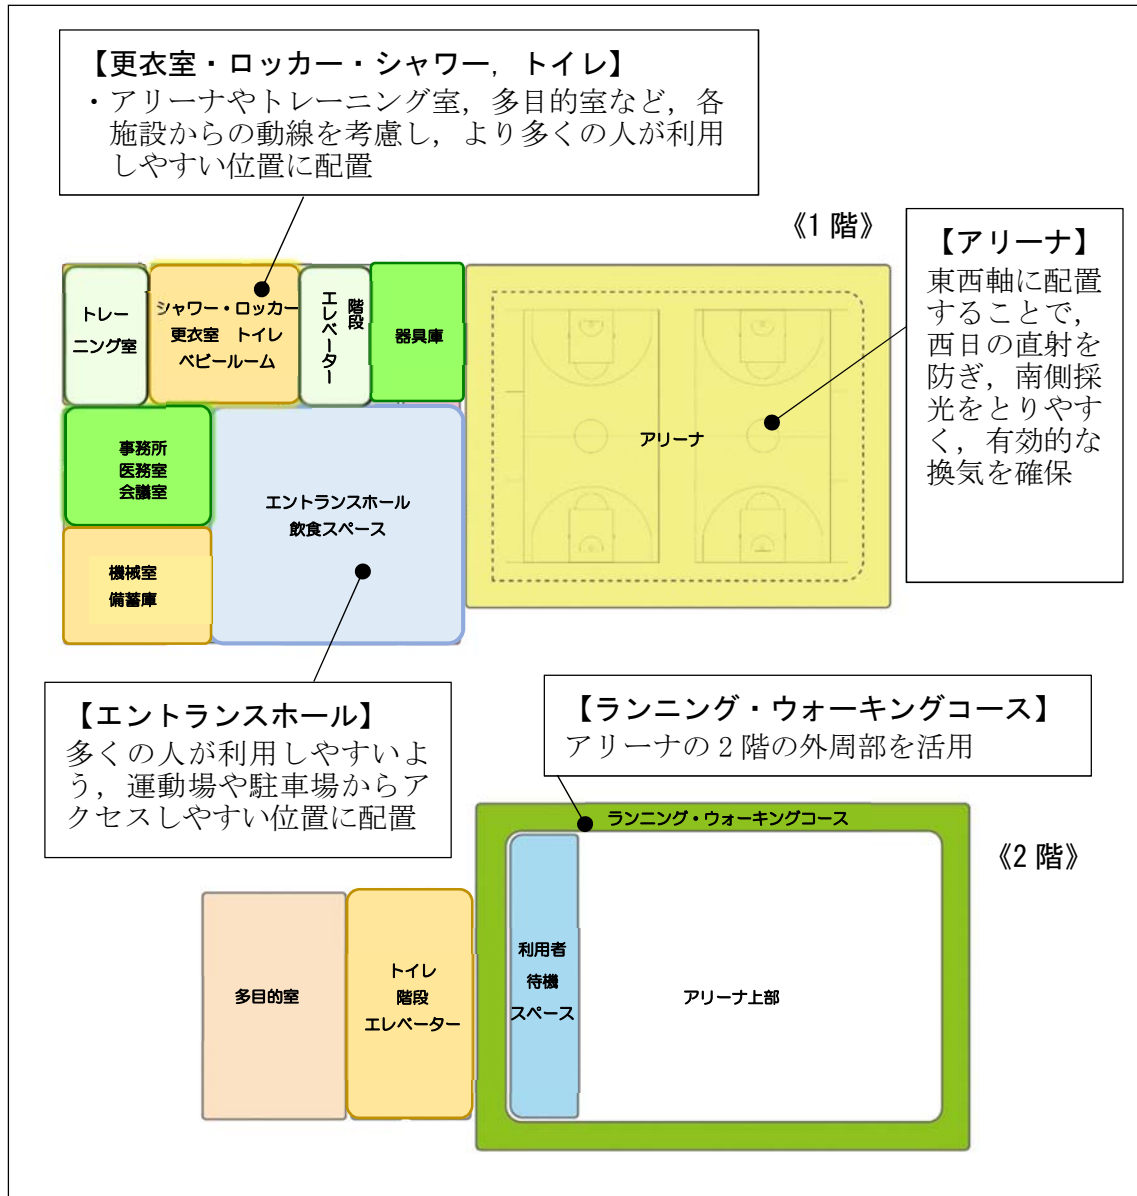 【更衣室・ロッカー・シャワー，トイレ】
・アリーナやトレーニング室，多目的室など，各
施設からの動線を考慮し，より多くの人が利用
しやすい位置に配置
《1階》
【アリーナ】
東西軸に配置
することで，
西日の直射を
防ぎ，南側採
光をとりやす
く，有効的な
換気を確保
トレー
ニング室
シャワー・ロッカー
更衣室　トイレ
ベビールーム
階段
エレベーター
器具庫
アリーナ
事務所
医務室
会議室
エントランスホール
飲食スペース
機械室
備蓄庫
【エントランスホール】
多くの人が利用しやすいよ
う，運動場や駐車場からア
クセスしやすい位置に配置
【ランニング・ウォーキングコース】
アリーナの２階の外周部を活用
《2階》
ランニング・ウォーキングコース
多目的室
トイレ
階段
エレベーター
利用者
待機
スペース
アリーナ上部